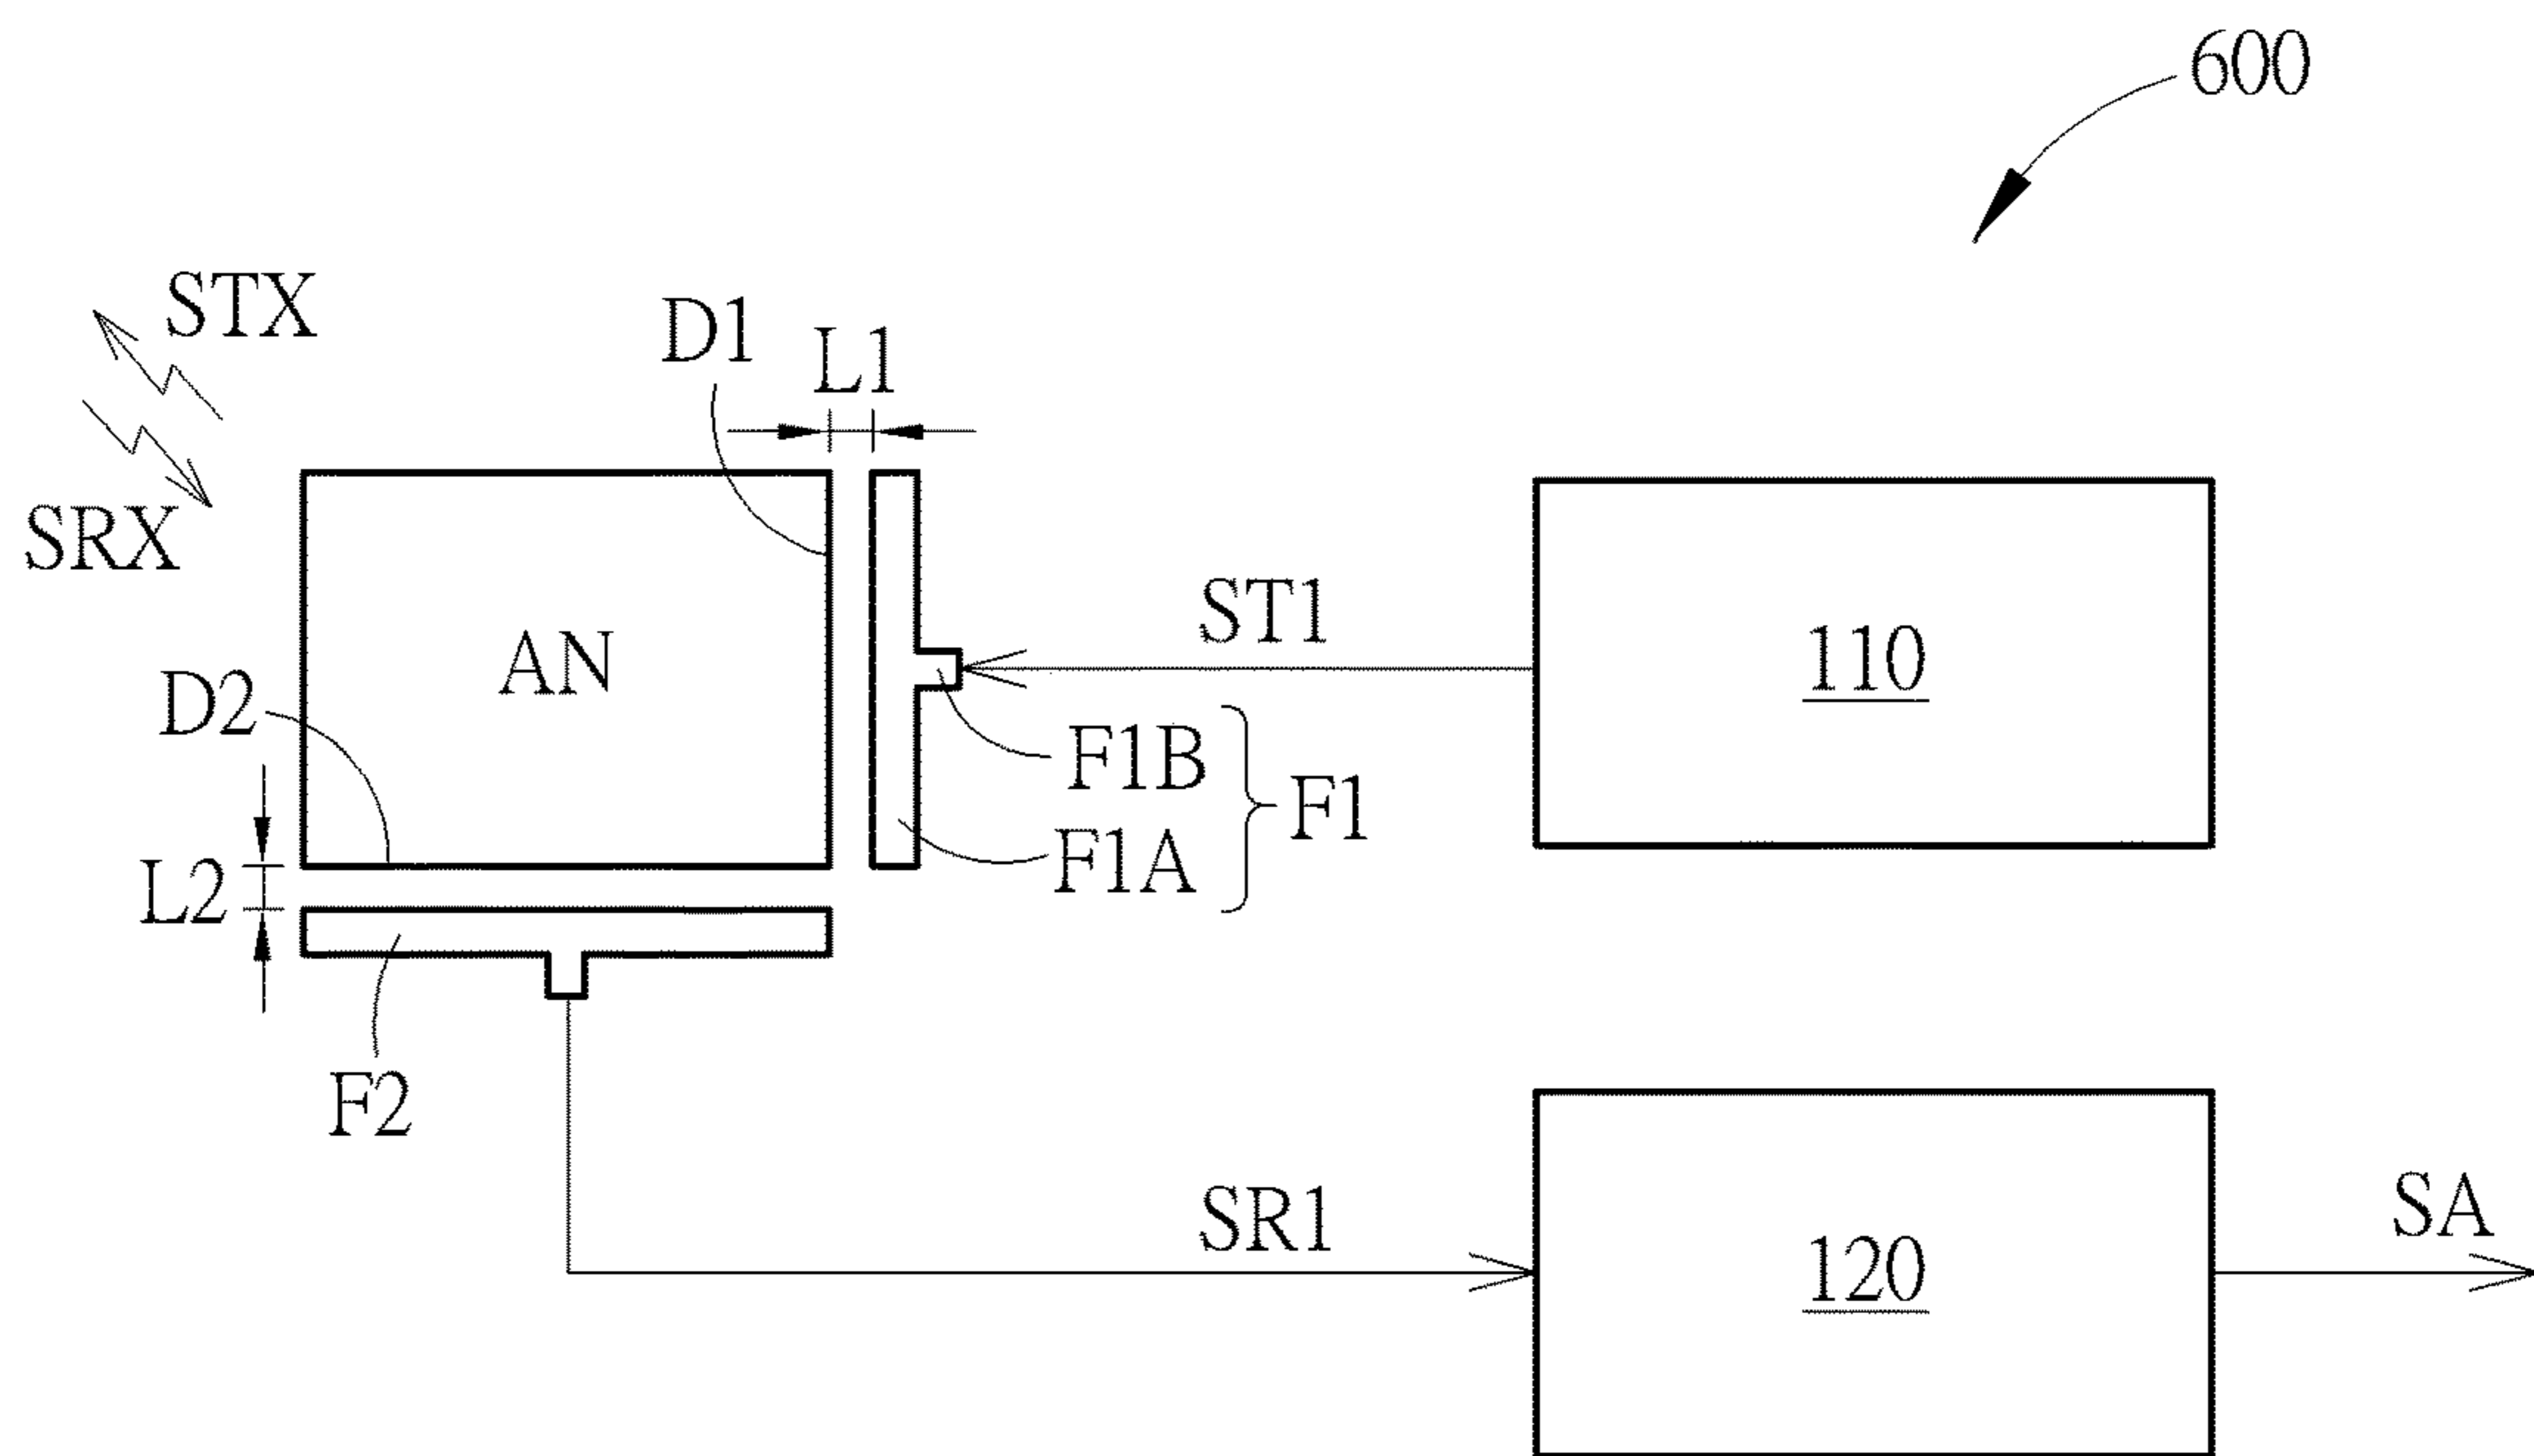 600
STX
D1
L1
SRX
ST1
AN
110
D2
F1B
F1
F1A
L2
F2
SR1
SA
120